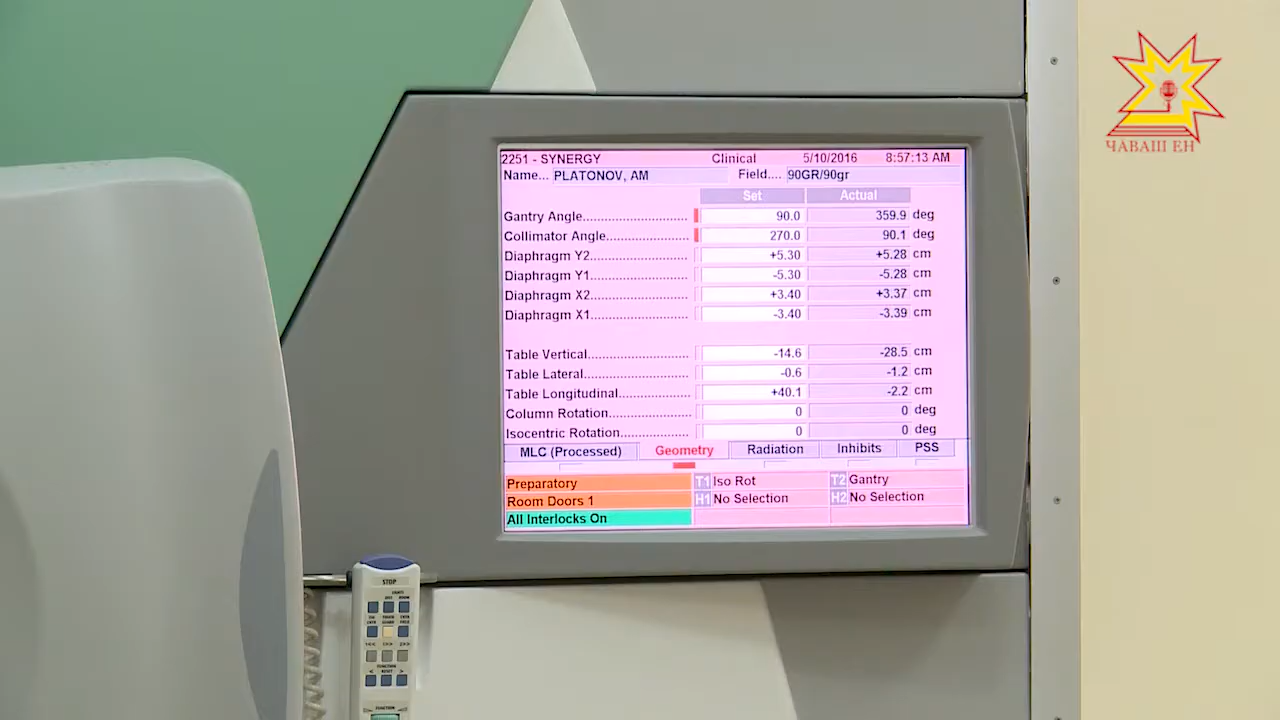 ЧӐВАШ ЕН
2251 - SYNERGY Clinical 5/10/2016 8:57:13 AM
Name... PLATONOV, AM Field.... 90GR/90gr
Set Actual
Gantry Angle............................ 90.0 359.9 deg
Collimator Angle...................... 270.0 90.1 deg
Diaphragm Y2.......................... +5.30 +5.28 cm
Diaphragm Y1.......................... -5.30 -5.28 cm
Diaphragm X2.......................... +3.40 +3.37 cm
Diaphragm X1.......................... -3.40 -3.39 cm
Table Vertical........................... -14.6 -28.5 cm
Table Lateral............................ -0.6 -1.2 cm
Table Longitudinal................... +40.1 -2.2 cm
Column Rotation..................... 0 0 deg
Isocentric Rotation.................. 0 0 deg
MLC (Processed) Geometry Radiation Inhibits PSS
Preparatory T1 Iso Rot T2 Gantry
Room Doors 1 H1 No Selection H2 No Selection
All Interlocks On
STOP
FUNCTION
RESET
FUNCTION